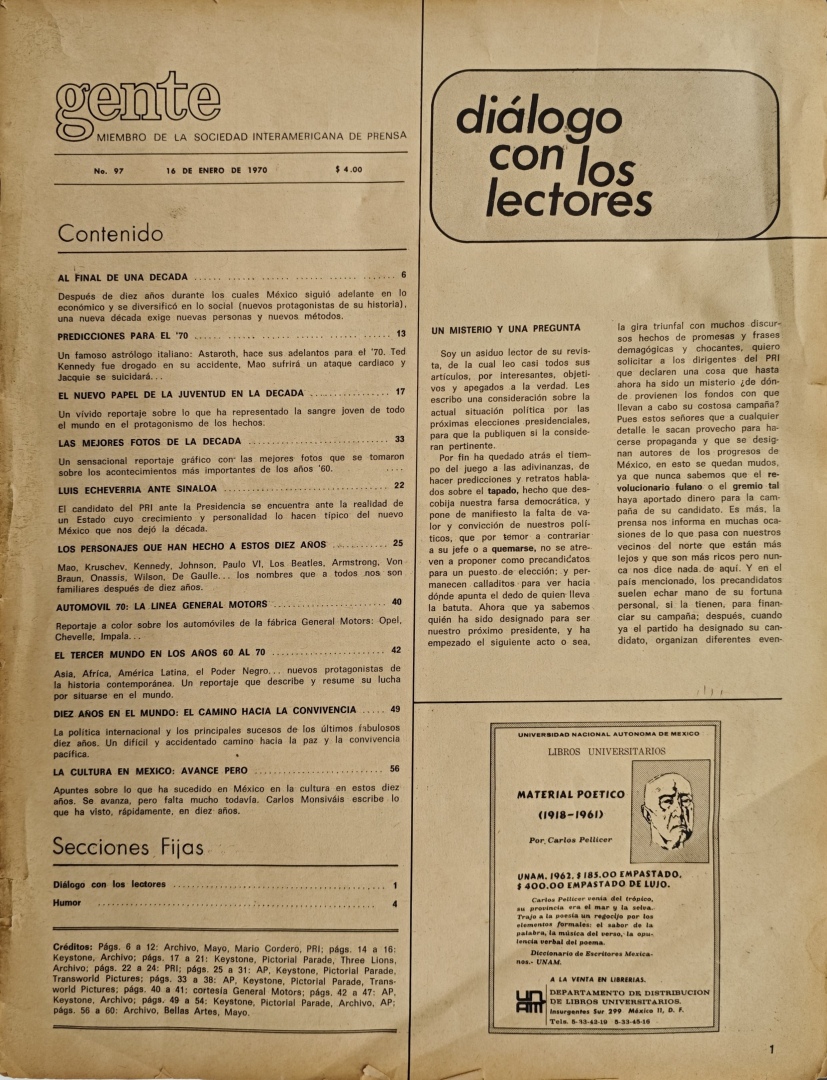 gente
MIEMBRO DE LA SOCIEDAD INTERAMERICANA DE PRENSA
No. 97 16 DE ENERO DE 1970 $ 4.00
Contenido
AL FINAL DE UNA DECADA ...... 6
Después de diez años durante los cuales México siguió adelante en lo
económico y se diversificó en lo social (nuevos protagonistas de su historia),
una nueva década exige nuevas personas y nuevos métodos.
PREDICCIONES PARA EL '70 ...... 13
Un famoso astrólogo italiano: Astaroth, hace sus adelantos para el '70. Ted
Kennedy fue drogado en su accidente, Mao sufrirá un ataque cardiaco y
Jacquie se suicidará...
EL NUEVO PAPEL DE LA JUVENTUD EN LA DECADA ...... 17
Un vívido reportaje sobre lo que ha representado la sangre joven de todo
el mundo en el protagonismo de los hechos.
LAS MEJORES FOTOS DE LA DECADA ...... 33
Un sensacional reportaje gráfico con las mejores fotos que se tomaron
sobre los acontecimientos más importantes de los años '60. ....
LUIS ECHEVERRIA ANTE SINALOA ...... 22
El candidato del PRI ante la Presidencia se encuentra ante la realidad de
un Estado cuyo crecimiento y personalidad lo hacen típico del nuevo
México que nos dejó la década.
LOS PERSONAJES QUE HAN HECHO A ESTOS DIEZ AÑOS ...... 25
Mao, Kruschev, Kennedy, Johnson, Paulo VI, Los Beatles, Armstrong, Von
Braun, Onassis, Wilson, De Gaulle... los nombres que a todos nos son
familiares después de diez años.
AUTOMOVIL 70: LA LINEA GENERAL MOTORS ...... 40
Reportaje a color sobre los automóviles de la fábrica General Motors: Opel,
Chevelle, Impala...
EL TERCER MUNDO EN LOS AÑOS 60 AL 70 ...... 42
Asia, Africa, América Latina, el Poder Negro... nuevos protagonistas de
la historia contemporánea. Un reportaje que describe y resume su lucha
por situarse en el mundo.
DIEZ AÑOS EN EL MUNDO: EL CAMINO HACIA LA CONVIVENCIA ..... 49
La política internacional y los principales sucesos de los últimos fabulosos
diez años. Un difícil y accidentado camino hacia la paz y la convivencia
pacífica.
LA CULTURA EN MEXICO: AVANCE PERO ...... 56
Apuntes sobre lo que ha sucedido en México en la cultura en estos diez
años. Se avanza, pero falta mucho todavía. Carlos Monsiváis escribe lo
que ha visto, rápidamente, en diez años.
Secciones Fijas
Diálogo con los lectores ...... 1
Humor ...... 4
Créditos: Págs. 6 a 12: Archivo, Mayo, Mario Cordero, PRI; págs. 14 a 16:
Keystone, Archivo; págs. 17 a 21: Keystone, Pictorial Parade, Three Lions,
Archivo; págs. 22 a 24: PRI; págs. 25 a 31: AP, Keystone, Pictorial Parade,
Transworld Pictures; págs. 33 a 38: AP, Keystone, Pictorial Parade, Trans-
world Pictures; págs. 40 a 41: cortesía General Motors; págs. 42 a 47: AP,
Keystone, Archivo; págs. 49 a 54: Keystone, Pictorial Parade, Archivo, AP;
págs. 56 a 60: Archivo, Bellas Artes, Mayo.
diálogo
con los
lectores
UN MISTERIO Y UNA PREGUNTA
Soy un asiduo lector de su revis-
ta, de la cual leo casi todos sus
artículos, por interesantes, objeti-
vos y apegados a la verdad. Les
escribo una consideración sobre la
actual situación política por las
próximas elecciones presidenciales,
para que la publiquen si la conside-
ran pertinente.
Por fin ha quedado atrás el tiem-
po del juego a las adivinanzas, de
hacer predicciones y retratos habla-
dos sobre el tapado, hecho que des-
cobija nuestra farsa democrática, y
pone de manifiesto la falta de va-
lor y convicción de nuestros polí-
ticos, que por temor a contrariar
a su jefe o a quemarse, no se atre-
ven a proponer como precandidatos
para un puesto de elección; y per-
manecen calladitos para ver hacia
dónde apunta el dedo de quien lleva
la batuta. Ahora que ya sabemos
quién ha sido designado para ser
nuestro próximo presidente, y ha
empezado el siguiente acto o sea,
la gira triunfal con muchos discur-
sos hechos de promesas y frases
demagógicas y chocantes, quiero
solicitar a los dirigentes del PRI
que declaren una cosa que hasta
ahora ha sido un misterio ¿de dón-
de provienen los fondos con que
llevan a cabo su costosa campaña?
Pues estos señores que a cualquier
detalle le sacan provecho para ha-
cerse propaganda y que se desig-
nan autores de los progresos de
México, en esto se quedan mudos,
ya que nunca sabemos que el re-
volucionario fulano o el gremio tal
haya aportado dinero para la cam-
paña de su candidato. Es más, la
prensa nos informa en muchas oca-
siones de lo que pasa con nuestros
vecinos del norte que están más
lejos y que son más ricos pero nun-
ca nos dice nada de aquí. Y en el
país mencionado, los precandidatos
suelen echar mano de su fortuna
personal, si la tienen, para finan-
ciar su campaña; después, cuando
ya el partido ha designado su can-
didato, organizan diferentes even-
UNIVERSIDAD NACIONAL AUTONOMA DE MEXICO
LIBROS UNIVERSITARIOS
MATERIAL POETICO
(1918-1961)
Por Carlos Pellicer
UNAM. 1962. $ 185.00 EMPASTADO.
$ 400.00 EMPASTADO DE LUJO.
Carlos Pellicer venía del trópico,
su provincia era el mar y la selva.
Trajo a la poesía un regocijo por los
elementos formales: el sabor de la
palabra, la música del verso, la opu-
lencia verbal del poema.
Diccionario de Escritores Mexica-
nos.- UNAM.
A LA VENTA EN LIBRERIAS.
UNAM
DEPARTAMENTO DE DISTRIBUCION
DE LIBROS UNIVERSITARIOS.
Insurgentes Sur 299 México 11, D. F.
Tels. 5-33-43-19 5-33-45-16
1